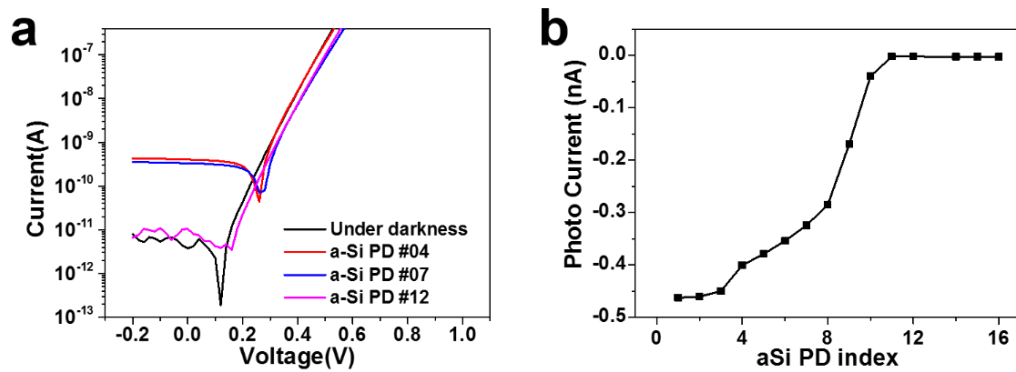 a
Current(A)
10⁻⁷
10⁻⁸
10⁻⁹
10⁻¹⁰
10⁻¹¹
10⁻¹²
10⁻¹³
Under darkness
a-Si PD #04
a-Si PD #07
a-Si PD #12
-0.2 0.0 0.2 0.4 0.6 0.8 1.0
Voltage(V)
b
Photo Current (nA)
0.0
-0.1
-0.2
-0.3
-0.4
-0.5
0 4 8 12 16
aSi PD index